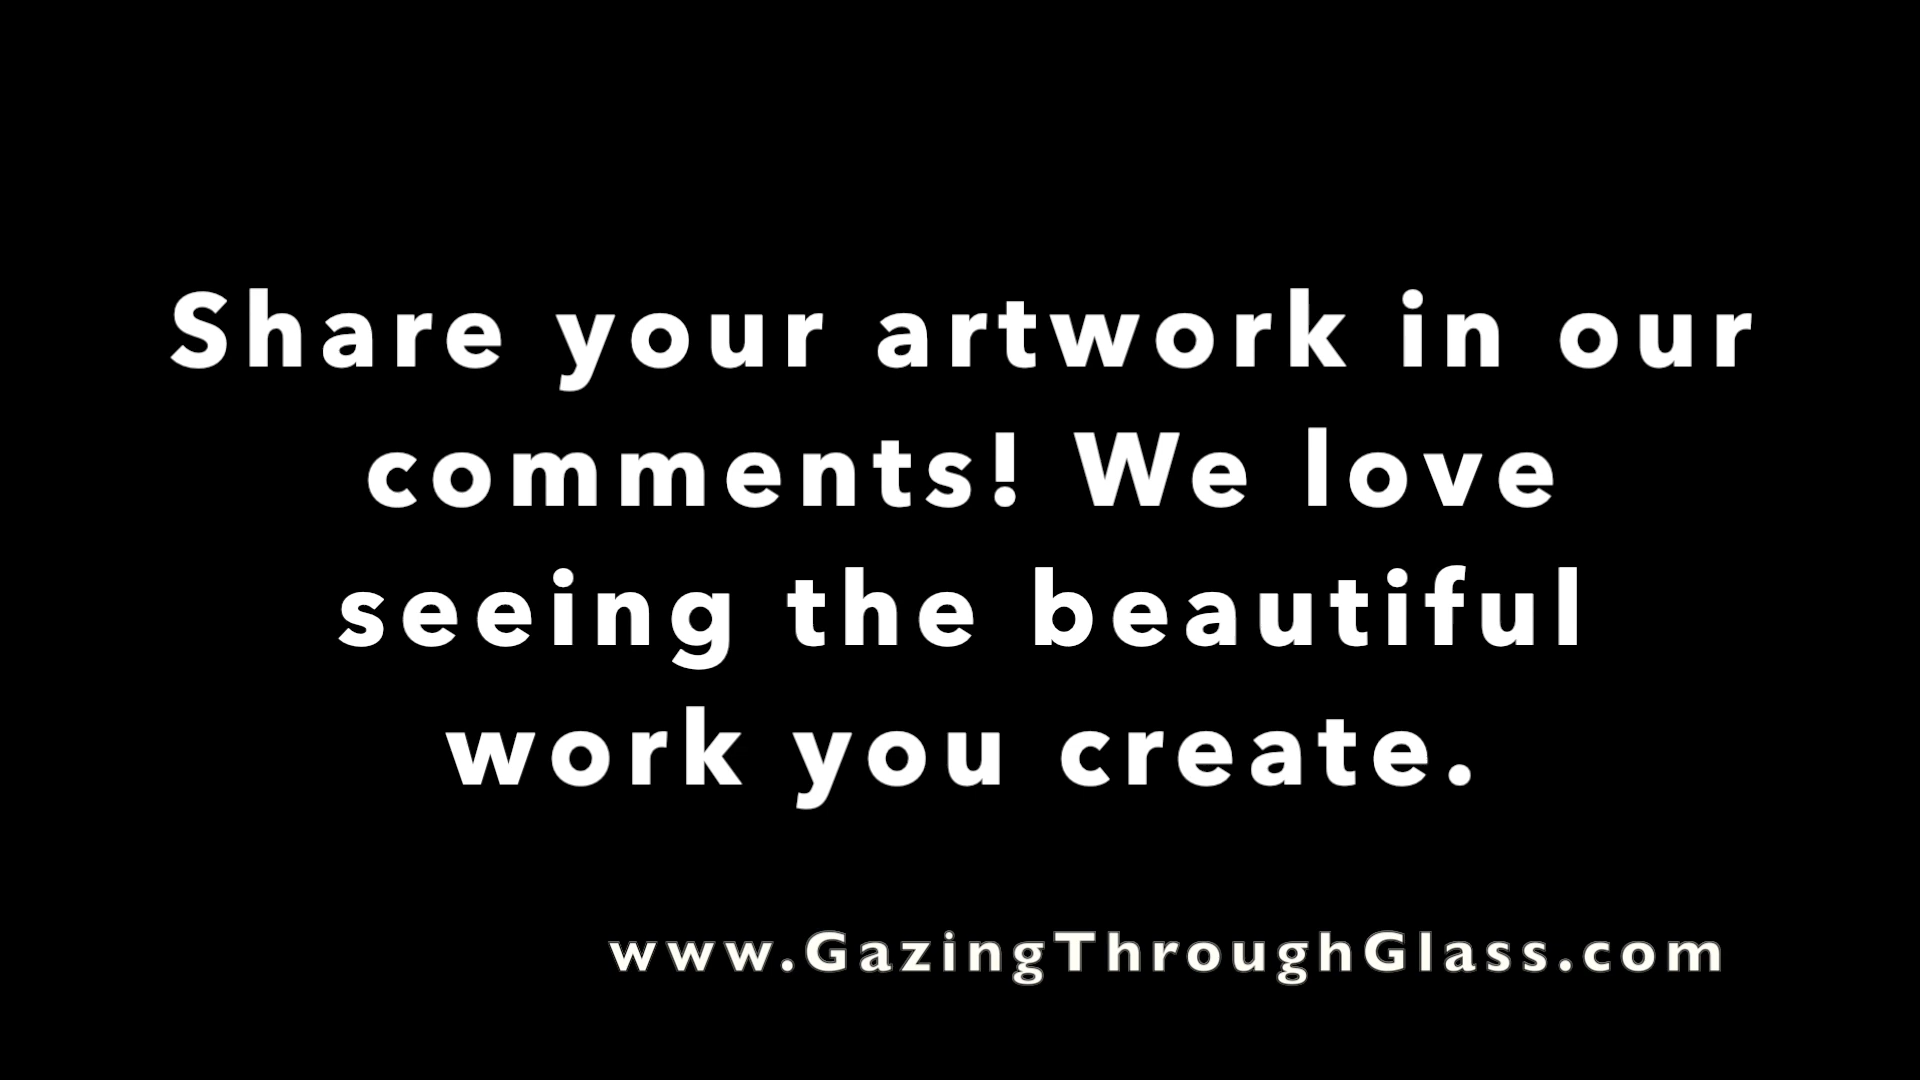 Share your artwork in our
comments! We love
seeing the beautiful
work you create.
www.GazingThroughGlass.com